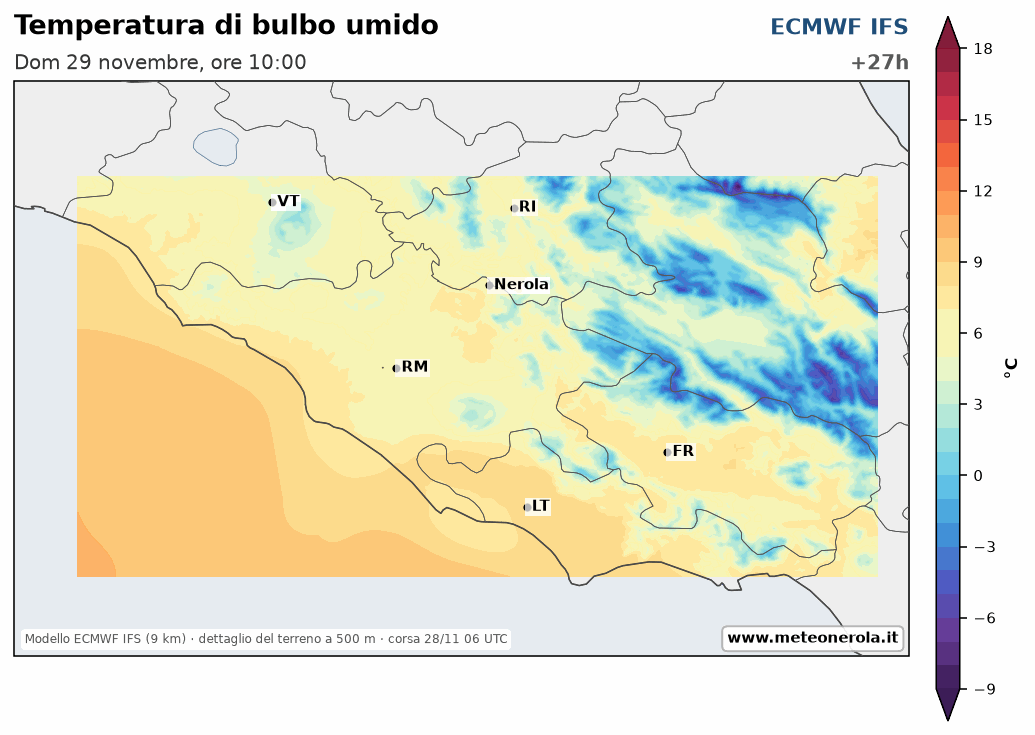 Temperatura di bulbo umido
ECMWF IFS
Dom 29 novembre, ore 10:00
+27h
VT
RI
Nerola
RM
FR
LT
Modello ECMWF IFS (9 km) · dettaglio del terreno a 500 m · corsa 28/11 06 UTC
www.meteonerola.it
18
15
12
9
6
3
0
−3
−6
−9
°C